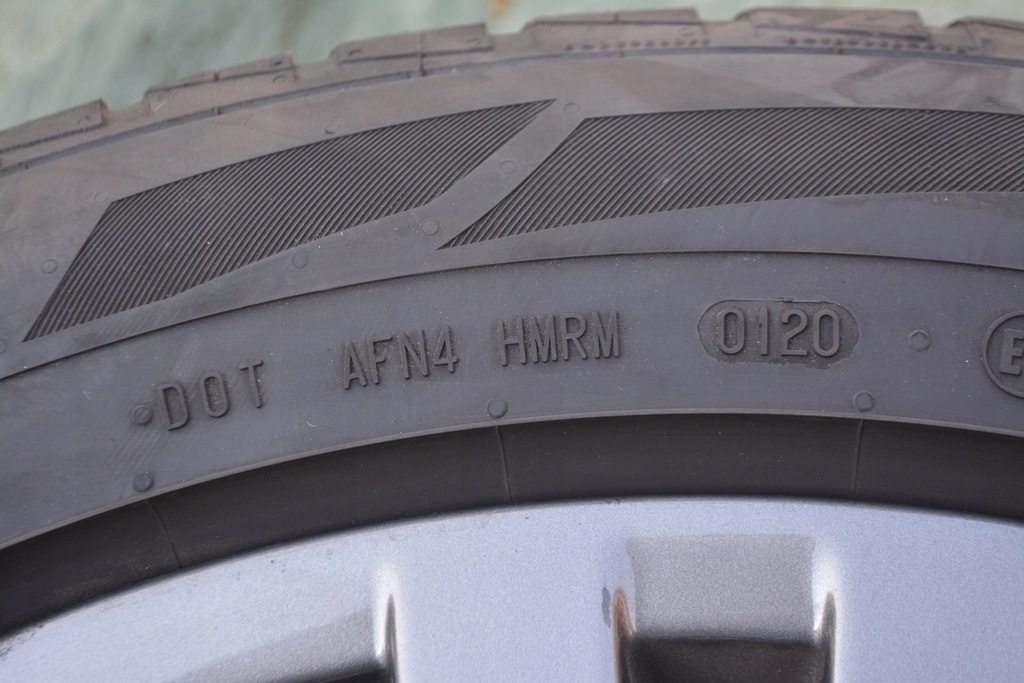 DOT AFN4 HMRM 0120 E